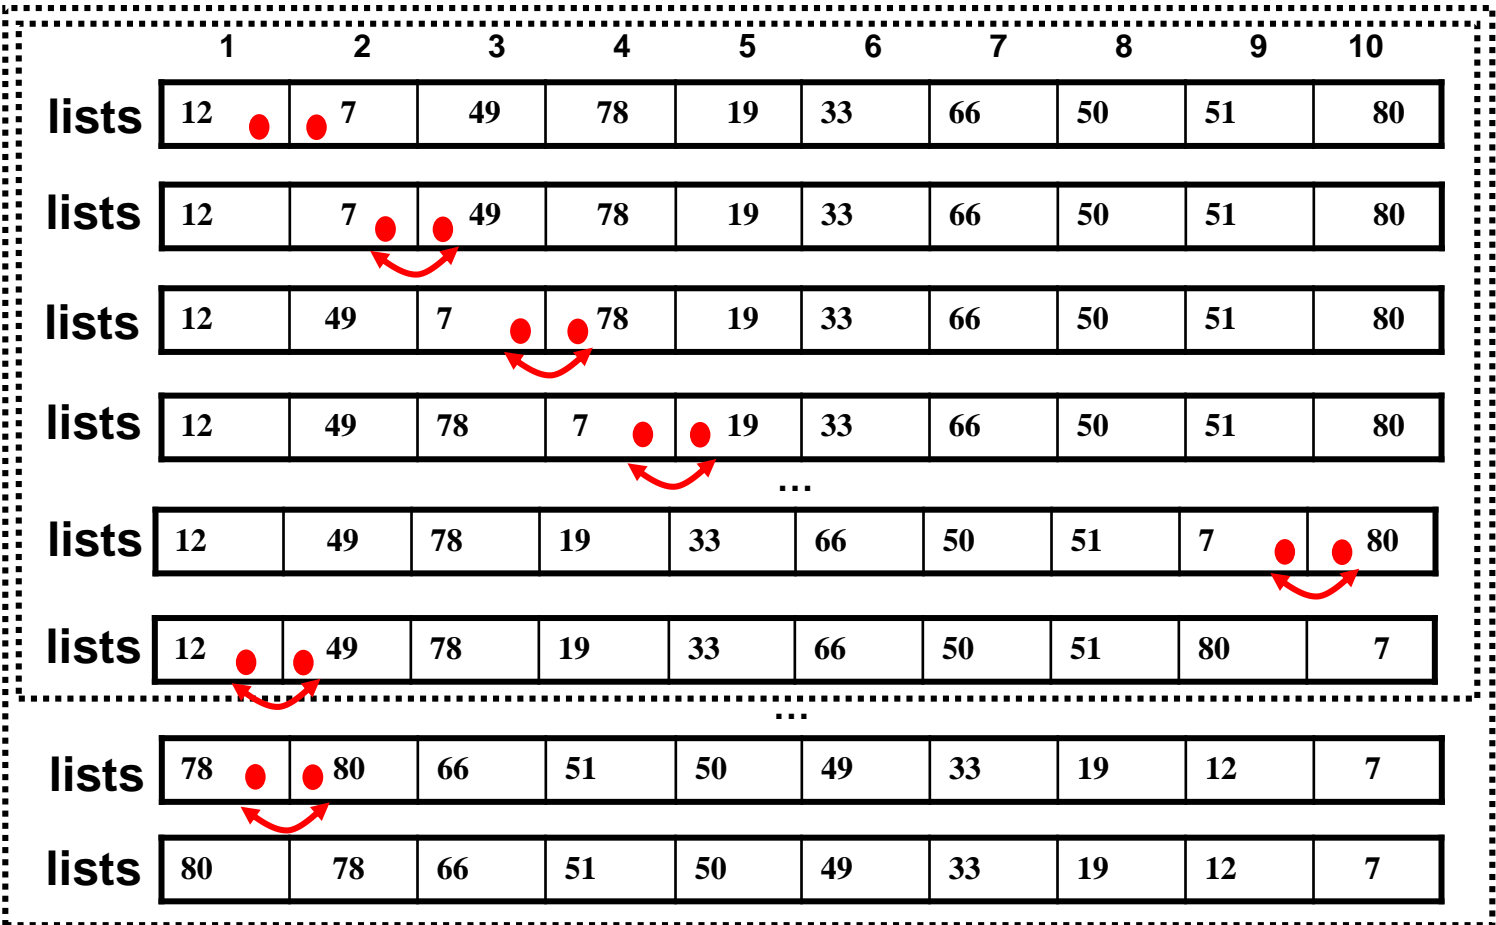 1 2 3 4 5 6 7 8 9 10
lists 12 7 49 78 19 33 66 50 51 80
lists 12 7 49 78 19 33 66 50 51 80
lists 12 49 7 78 19 33 66 50 51 80
lists 12 49 78 7 19 33 66 50 51 80
...
lists 12 49 78 19 33 66 50 51 7 80
lists 12 49 78 19 33 66 50 51 80 7
...
lists 78 80 66 51 50 49 33 19 12 7
lists 80 78 66 51 50 49 33 19 12 7